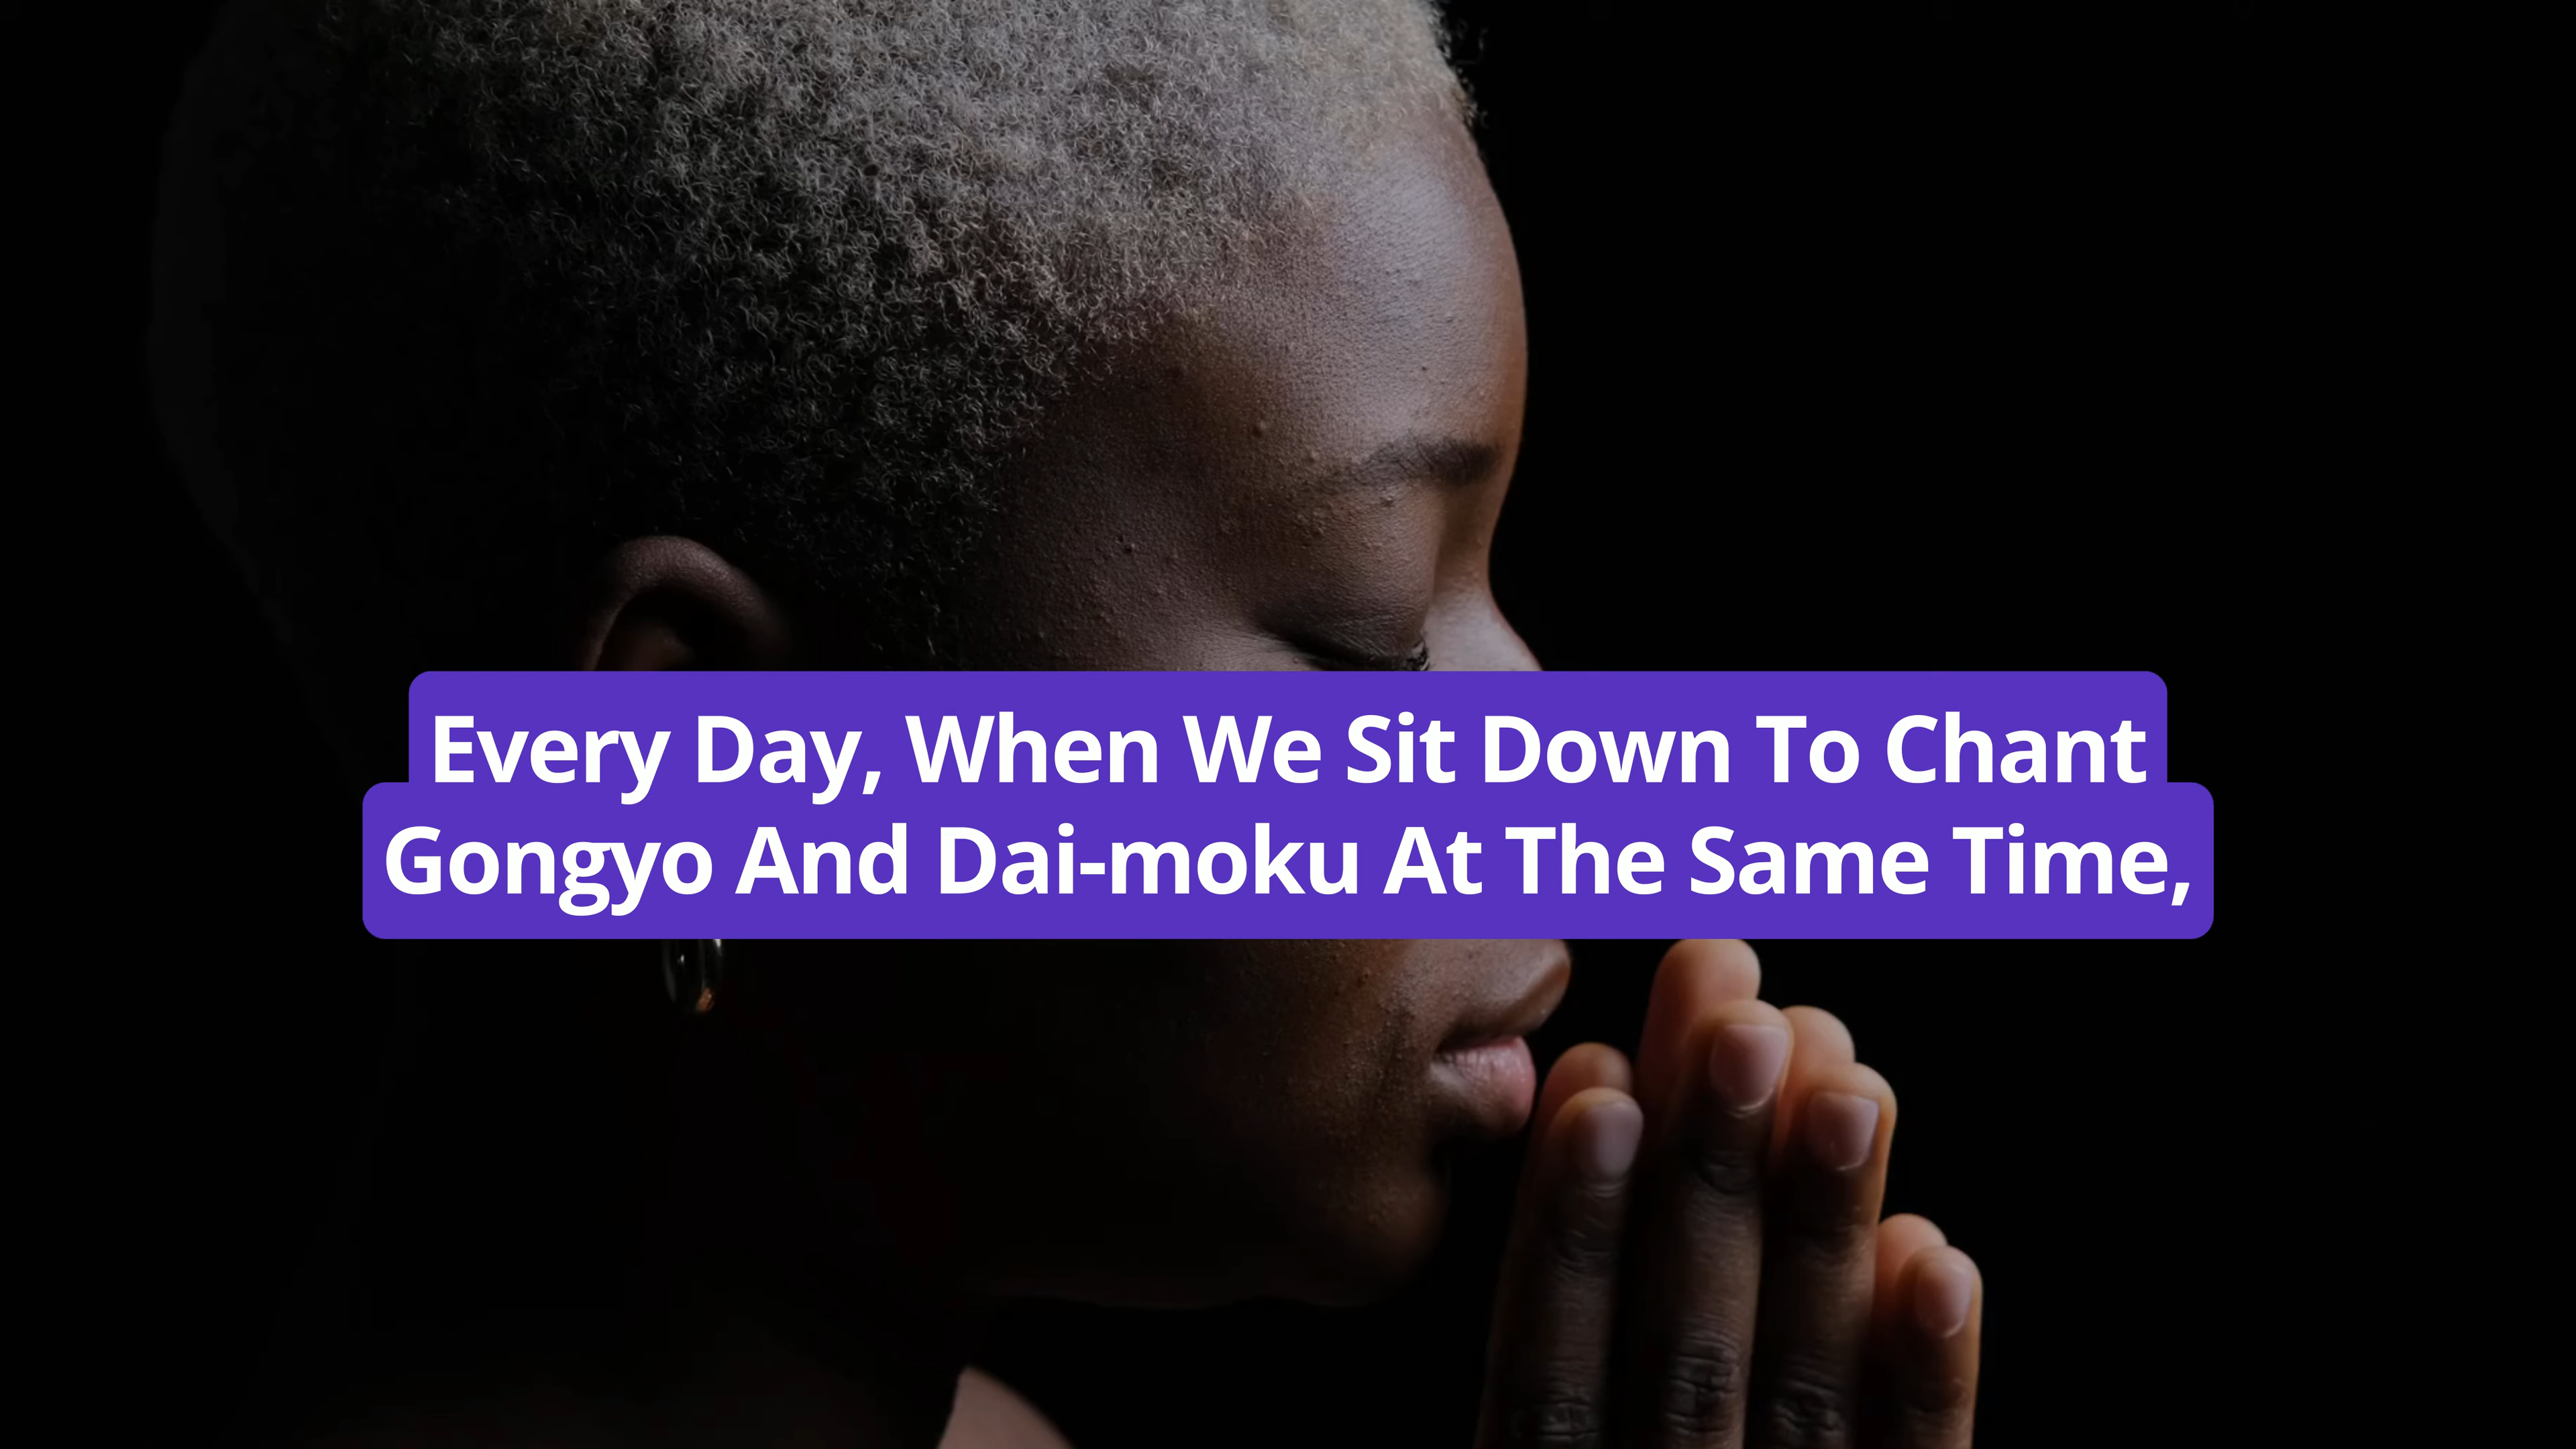 Every Day, When We Sit Down To Chant
Gongyo And Dai-moku At The Same Time,